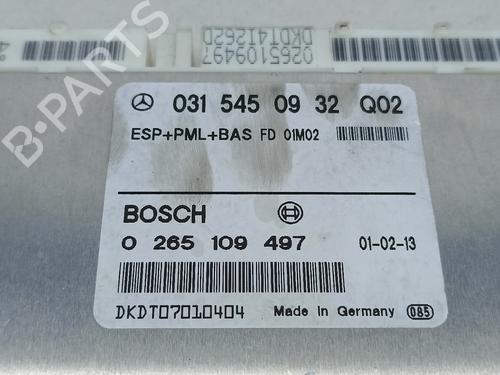 0265109497
DKDT41262D
031 545 09 32 Q02
ESP+PML+BAS FD 01M02
BOSCH
0 265 109 497 01-02-13
DKDT07010404 Made in Germany 085
B-PARTS